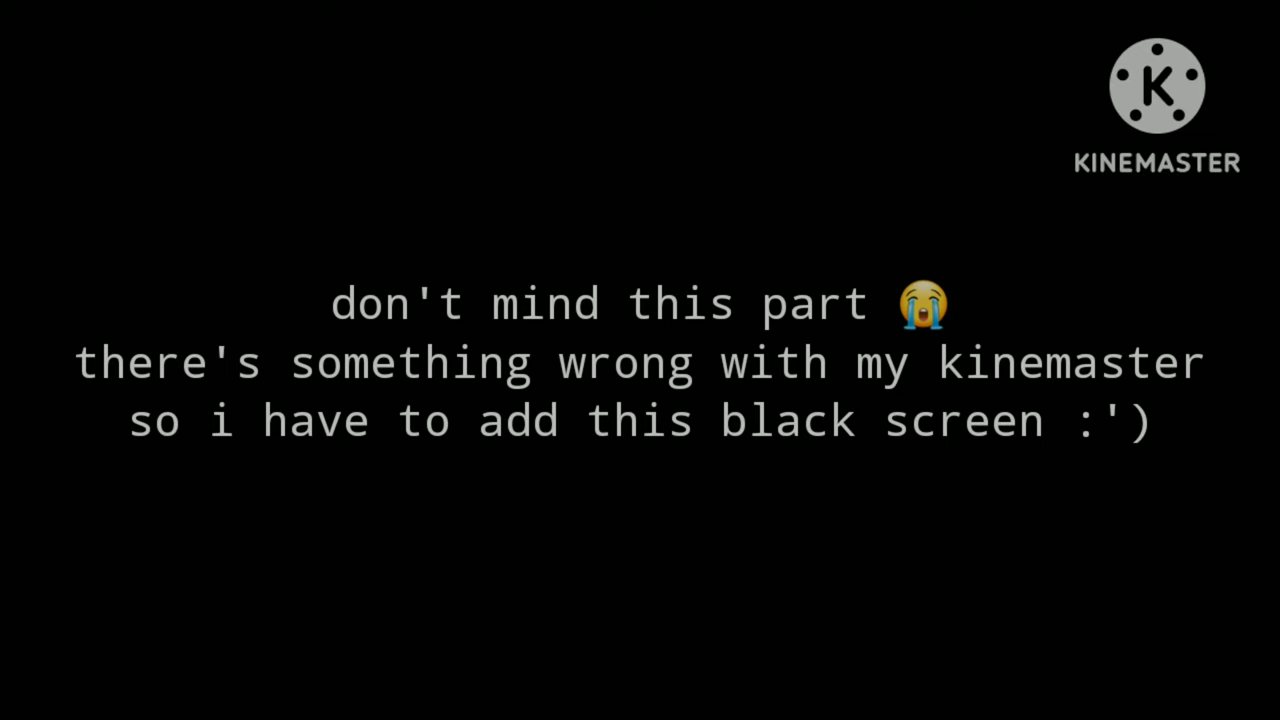 K
KINEMASTER
don't mind this part 😭
there's something wrong with my kinemaster
so i have to add this black screen :')